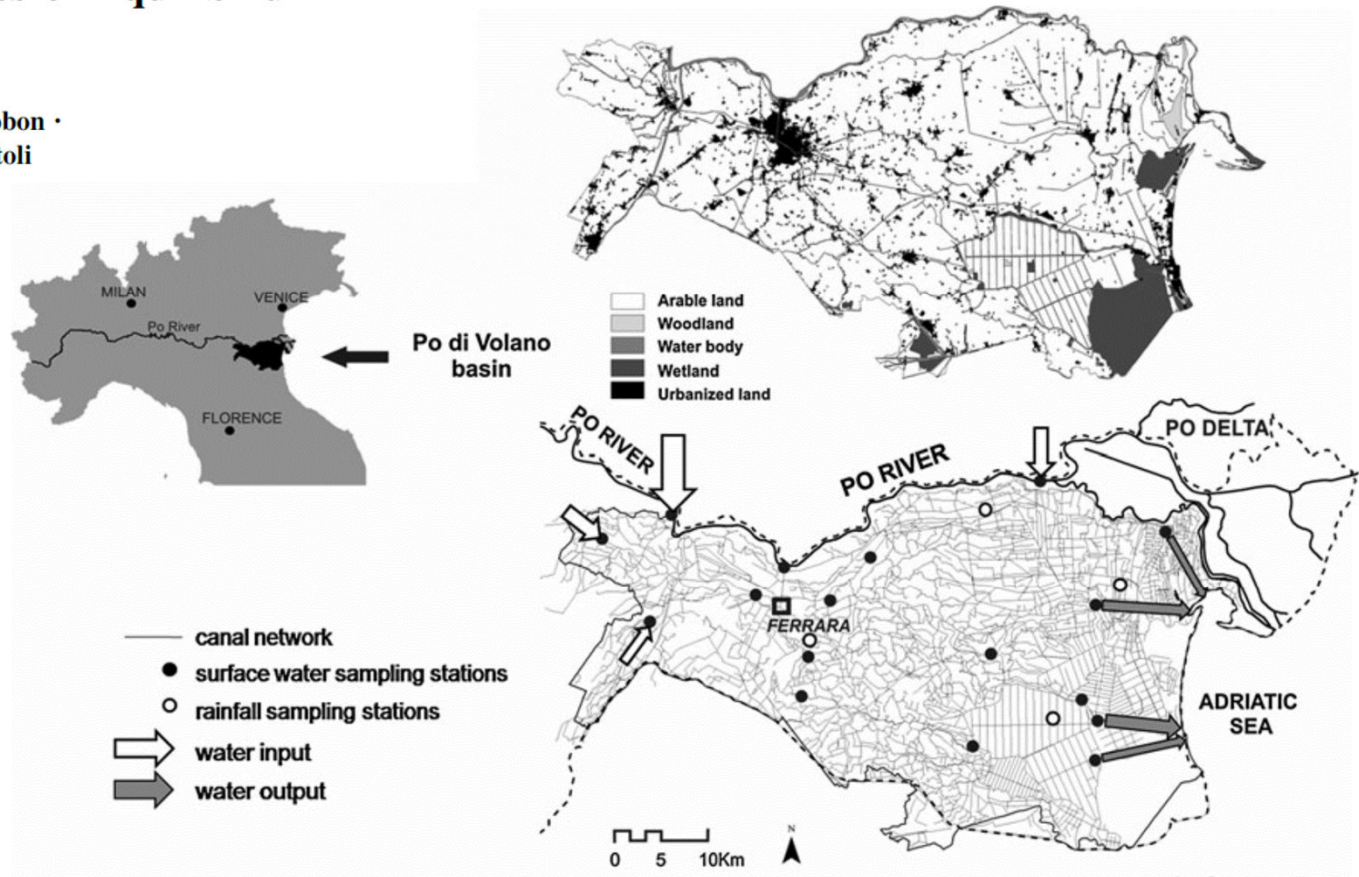 MILAN
VENICE
Po River
FLORENCE
Po di Volano
basin
Arable land
Woodland
Water body
Wetland
Urbanized land
PO RIVER
PO RIVER
PO DELTA
FERRARA
ADRIATIC
SEA
canal network
surface water sampling stations
rainfall sampling stations
water input
water output
N
0 5 10Km